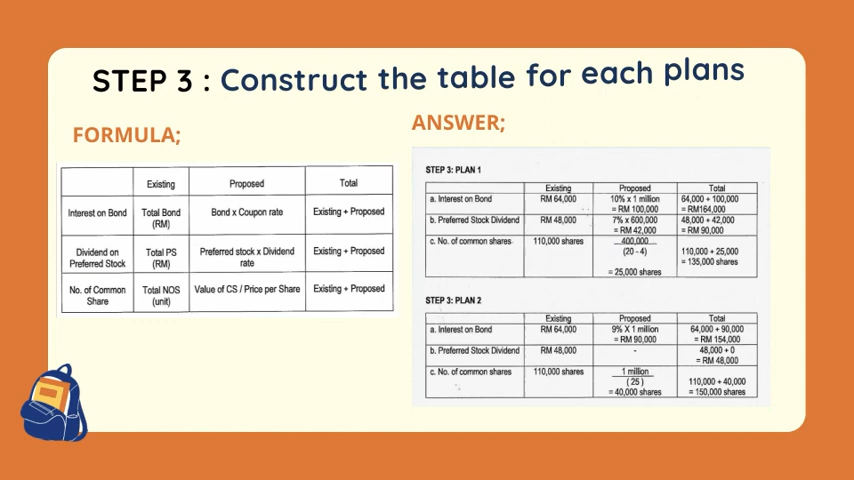 STEP 3 : Construct the table for each plans
FORMULA;
Existing Proposed Total
Interest on Bond Total Bond (RM) Bond x Coupon rate Existing + Proposed
Dividend on Preferred Stock Total PS (RM) Preferred stock x Dividend rate Existing + Proposed
No. of Common Share Total NOS (unit) Value of CS / Price per Share Existing + Proposed
ANSWER;
STEP 3: PLAN 1
Existing Proposed Total
a. Interest on Bond RM 64,000 10% x 1 million 64,000 + 100,000
= RM 100,000 = RM164,000
b. Preferred Stock Dividend RM 48,000 7% x 600,000 48,000 + 42,000
= RM 42,000 = RM 90,000
c. No. of common shares 110,000 shares 400,000
(20 - 4) 110,000 + 25,000
= 135,000 shares
= 25,000 shares
STEP 3: PLAN 2
Existing Proposed Total
a. Interest on Bond RM 64,000 9% X 1 million 64,000 + 90,000
= RM 90,000 = RM 154,000
b. Preferred Stock Dividend RM 48,000 - 48,000 + 0
= RM 48,000
c. No. of common shares 110,000 shares 1 million
( 25 ) 110,000 + 40,000
= 40,000 shares = 150,000 shares